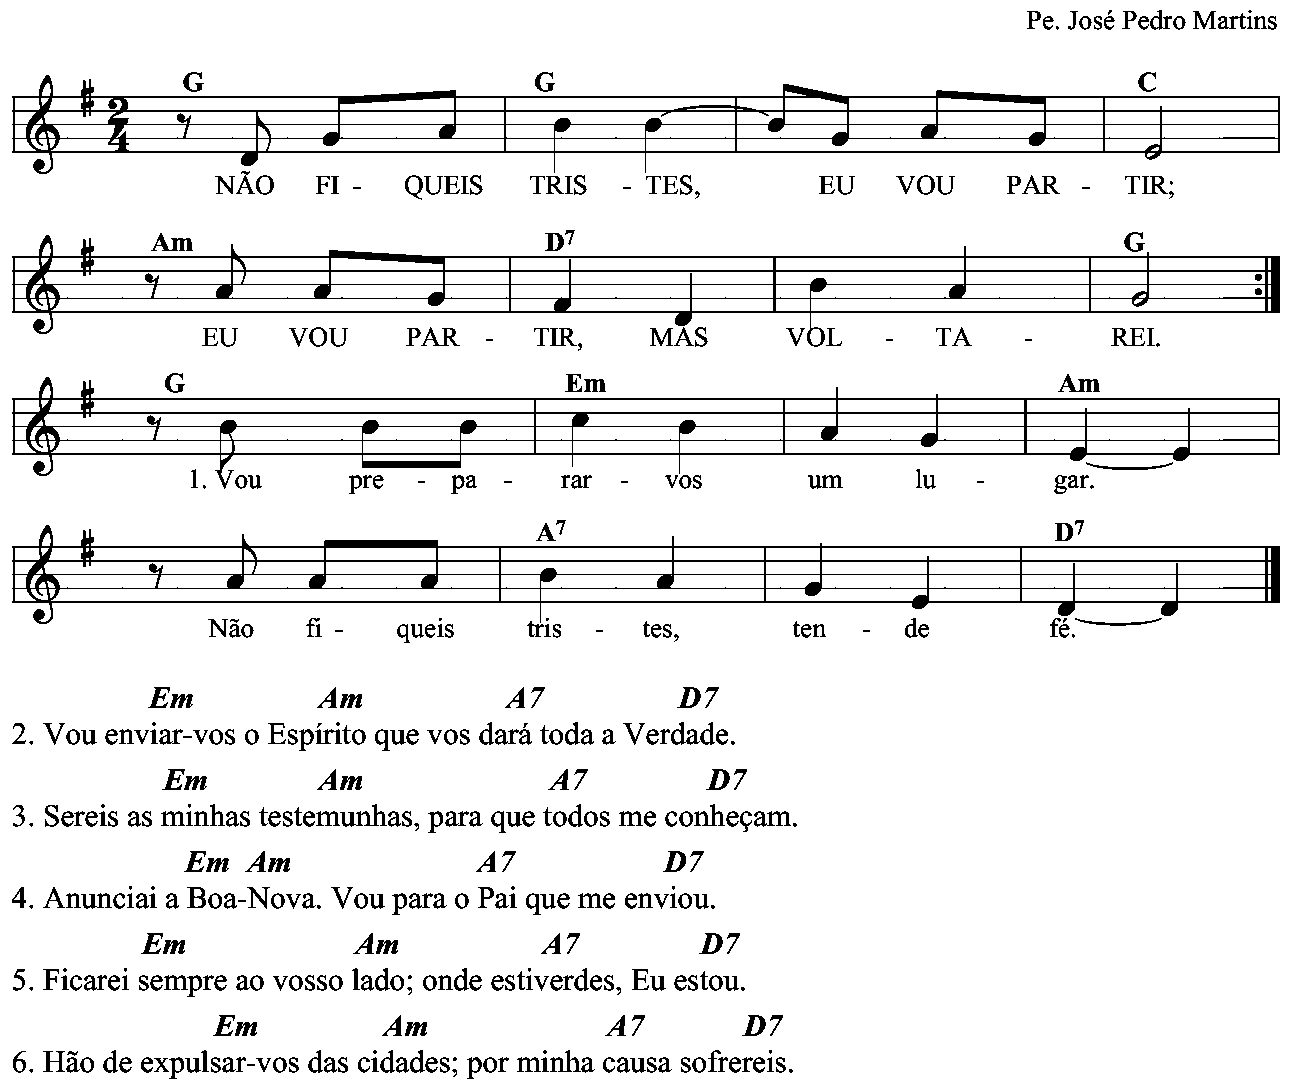 Pe. José Pedro Martins
G G C
2
4
NÃO FI - QUEIS TRIS - TES, EU VOU PAR - TIR;
Am D7 G
EU VOU PAR - TIR, MAS VOL - TA - REI.
G Em Am
1. Vou pre - pa - rar - vos um lu - gar.
A7 D7
Não fi - queis tris - tes, ten - de fé.
Em Am A7 D7
2. Vou enviar-vos o Espírito que vos dará toda a Verdade.
Em Am A7 D7
3. Sereis as minhas testemunhas, para que todos me conheçam.
Em Am A7 D7
4. Anunciai a Boa-Nova. Vou para o Pai que me enviou.
Em Am A7 D7
5. Ficarei sempre ao vosso lado; onde estiverdes, Eu estou.
Em Am A7 D7
6. Hão de expulsar-vos das cidades; por minha causa sofrereis.